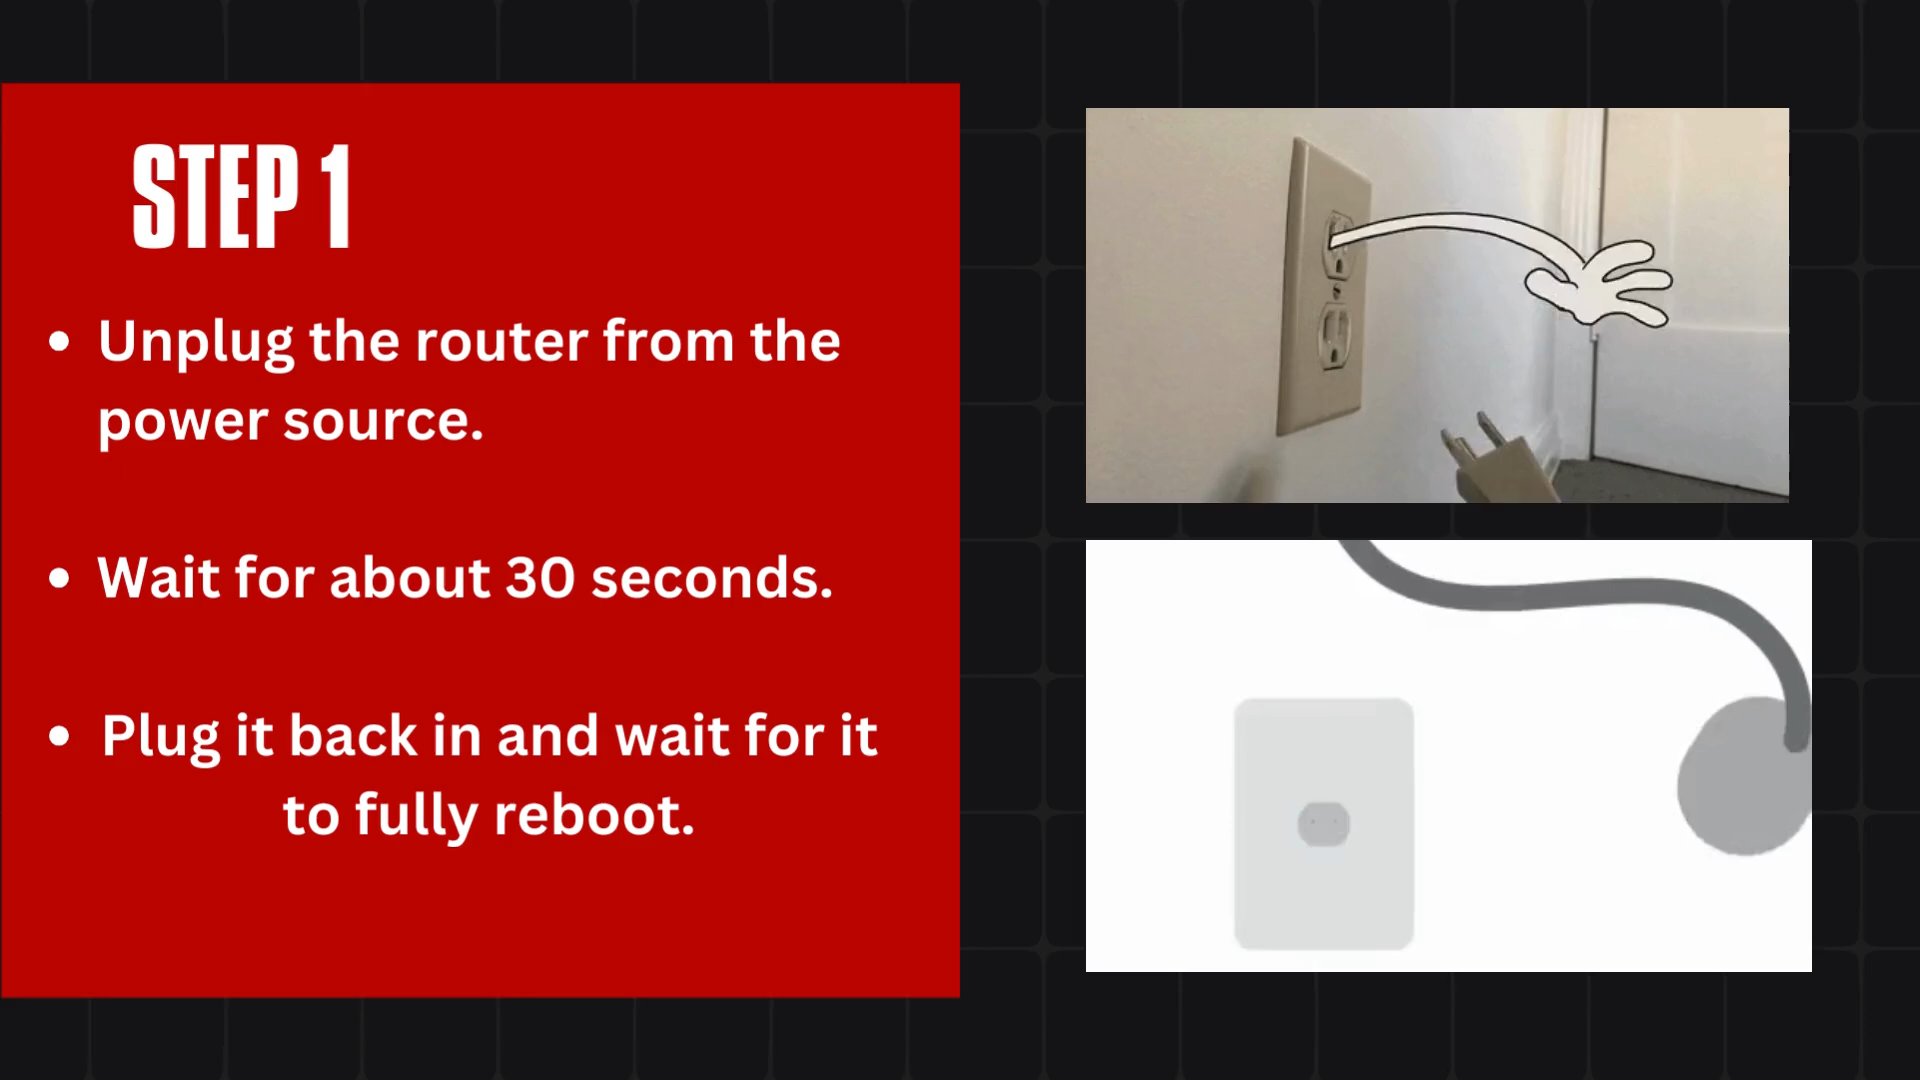 STEP 1
• Unplug the router from the
power source.
• Wait for about 30 seconds.
• Plug it back in and wait for it
to fully reboot.